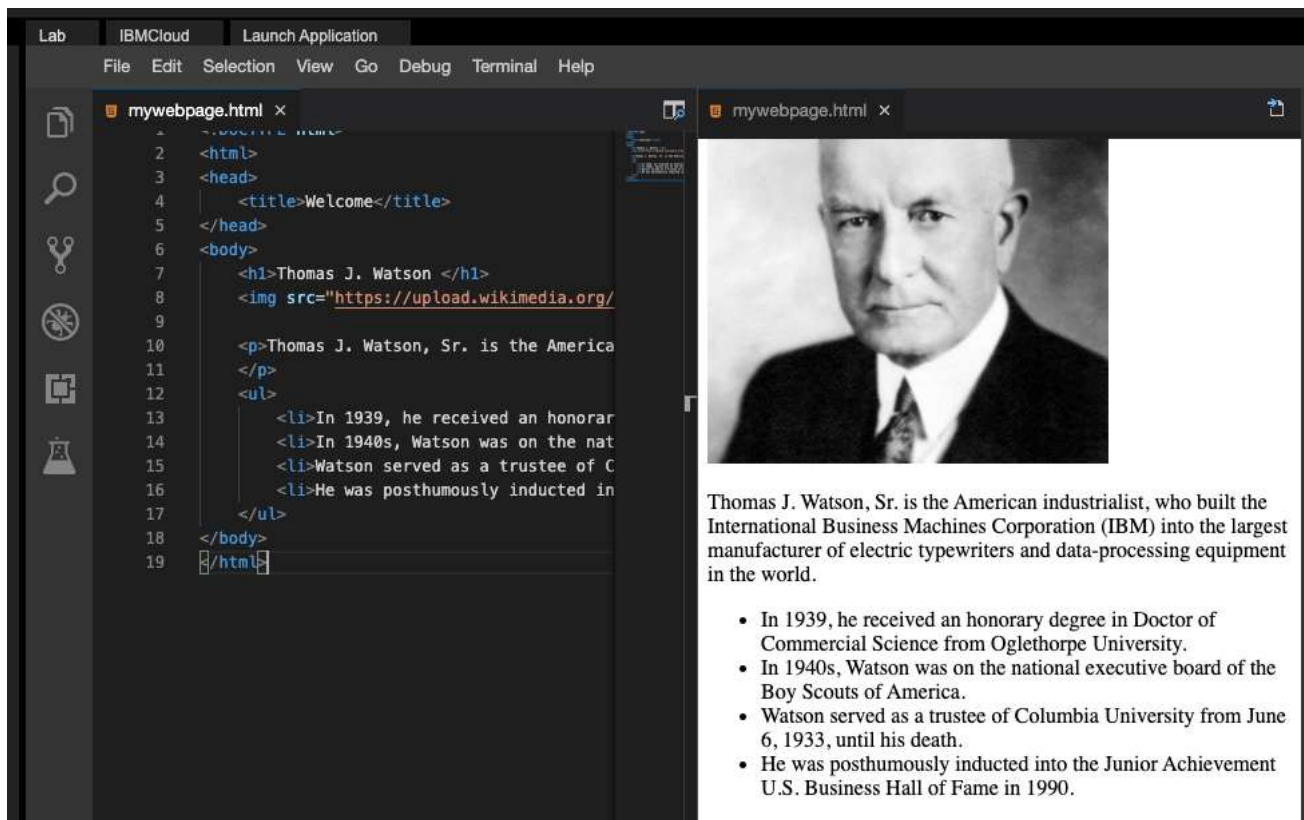 Lab IBMCloud Launch Application
File Edit Selection View Go Debug Terminal Help
mywebpage.html ×
1 <!DOCTYPE html>
2 <html>
3 <head>
4 <title>Welcome</title>
5 </head>
6 <body>
7 <h1>Thomas J. Watson </h1>
8 <img src="https://upload.wikimedia.org/
9
10 <p>Thomas J. Watson, Sr. is the America
11 </p>
12 <ul>
13 <li>In 1939, he received an honorar
14 <li>In 1940s, Watson was on the nat
15 <li>Watson served as a trustee of C
16 <li>He was posthumously inducted in
17 </ul>
18 </body>
19 </html>
mywebpage.html ×
Thomas J. Watson, Sr. is the American industrialist, who built the
International Business Machines Corporation (IBM) into the largest
manufacturer of electric typewriters and data-processing equipment
in the world.
• In 1939, he received an honorary degree in Doctor of
Commercial Science from Oglethorpe University.
• In 1940s, Watson was on the national executive board of the
Boy Scouts of America.
• Watson served as a trustee of Columbia University from June
6, 1933, until his death.
• He was posthumously inducted into the Junior Achievement
U.S. Business Hall of Fame in 1990.